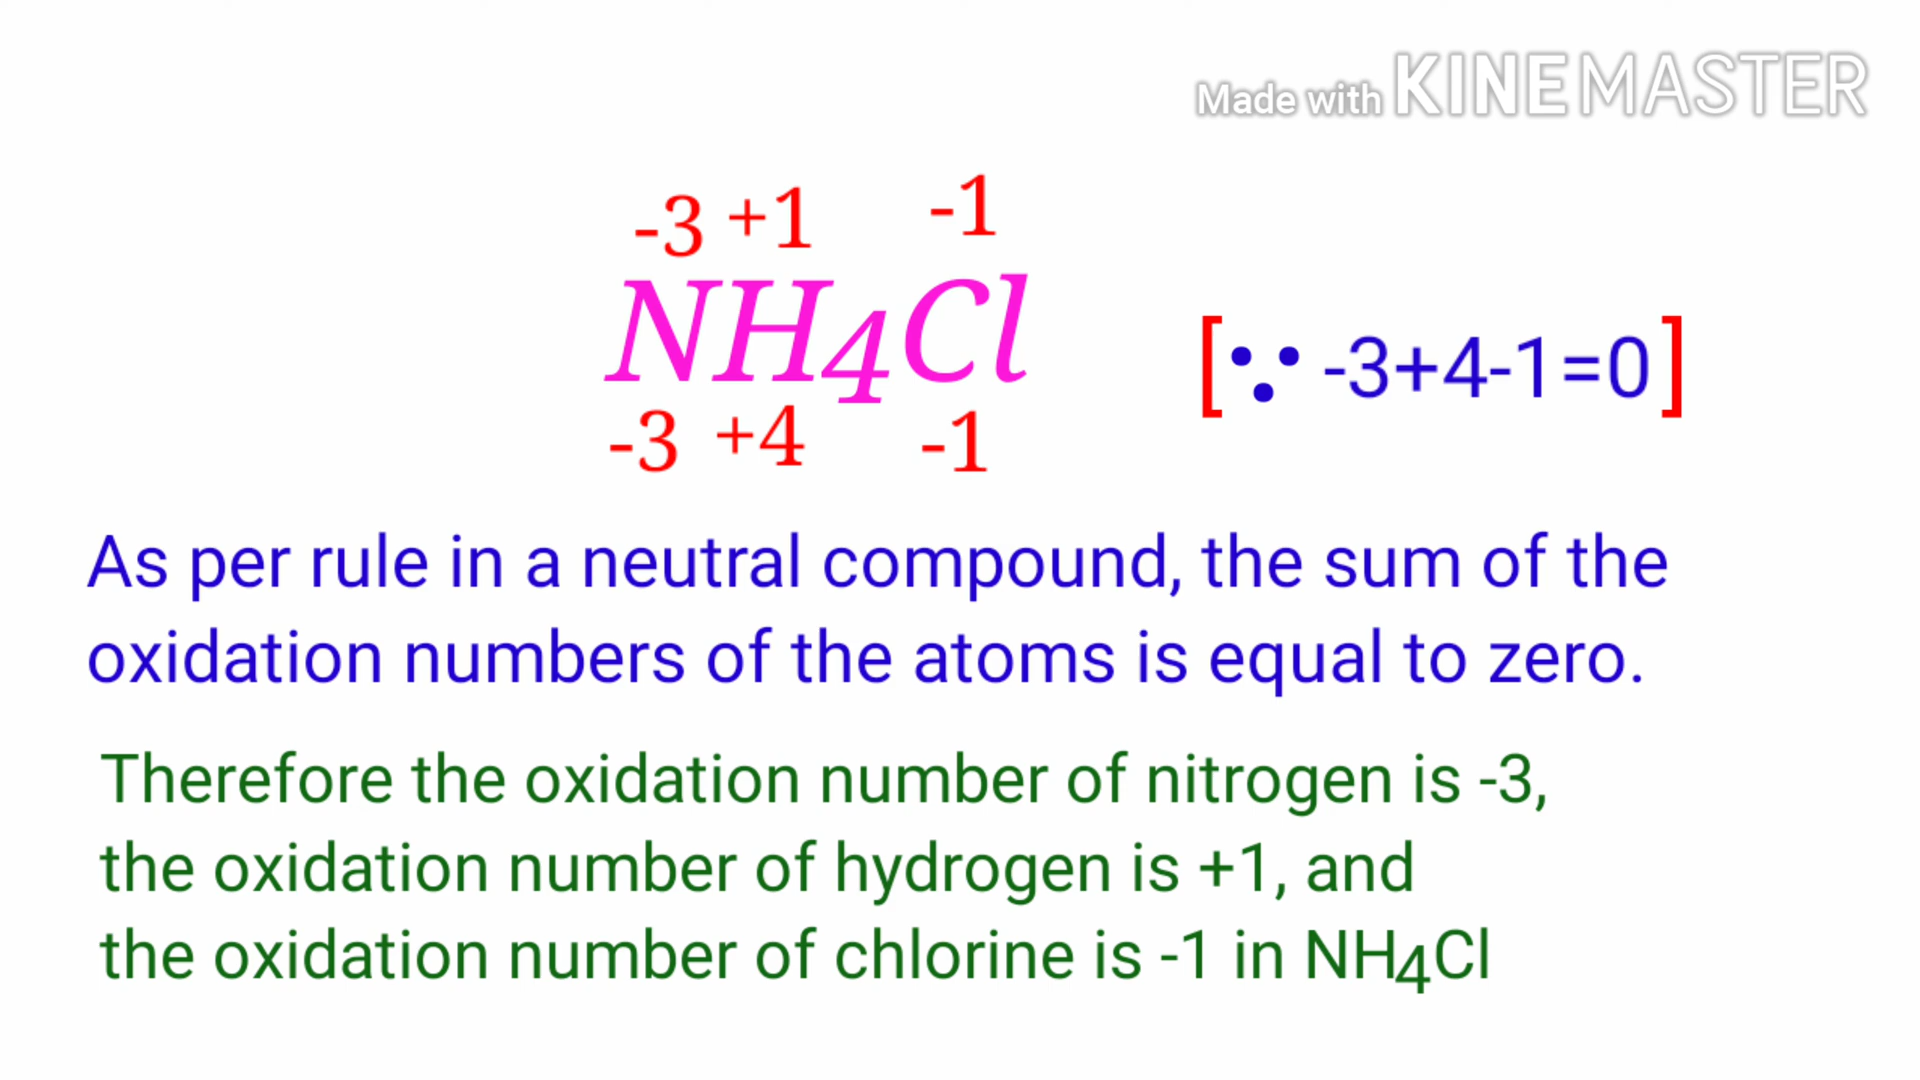 Made with KINEMASTER
-3 +1 -1
NH4Cl
-3 +4 -1
[∵ -3+4-1=0]
As per rule in a neutral compound, the sum of the
oxidation numbers of the atoms is equal to zero.
Therefore the oxidation number of nitrogen is -3,
the oxidation number of hydrogen is +1, and
the oxidation number of chlorine is -1 in NH4Cl